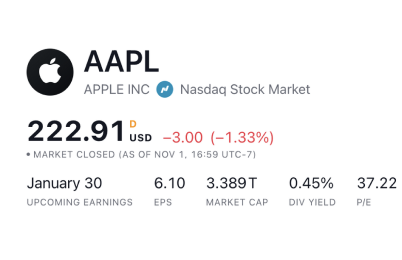 AAPL
APPLE INC Nasdaq Stock Market
222.91 D USD −3.00 (−1.33%)
• MARKET CLOSED (AS OF NOV 1, 16:59 UTC-7)
January 30 6.10 3.389T 0.45% 37.22
UPCOMING EARNINGS EPS MARKET CAP DIV YIELD P/E